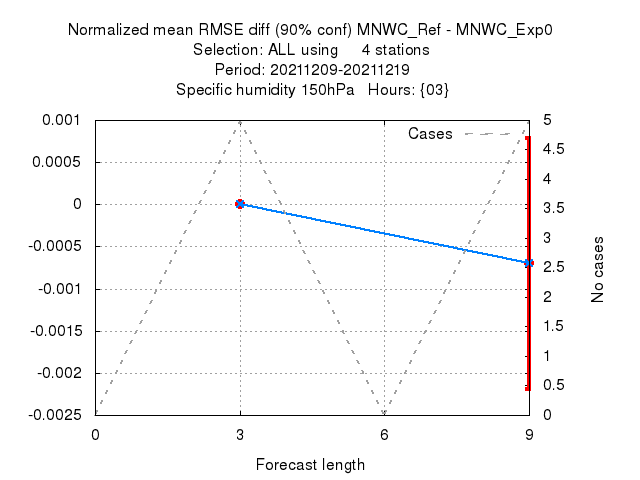 Normalized mean RMSE diff (90% conf) MNWC_Ref - MNWC_Exp0
Selection: ALL using 4 stations
Period: 20211209-20211219
Specific humidity 150hPa Hours: {03}
Cases
0.001
0.0005
0
-0.0005
-0.001
-0.0015
-0.002
-0.0025
5
4.5
4
3.5
3
2.5
2
1.5
1
0.5
0
No cases
0 3 6 9
Forecast length